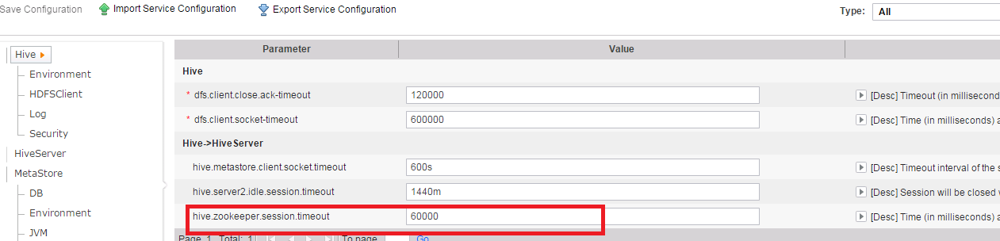 Save Configuration Import Service Configuration Export Service Configuration Type: All
Hive
Environment
HDFSClient
Log
Security
HiveServer
MetaStore
DB
Environment
JVM
Parameter Value
Hive
* dfs.client.close.ack-timeout 120000 [Desc] Timeout (in millisecond
* dfs.client.socket-timeout 600000 [Desc] Time (in milliseconds) a
Hive->HiveServer
hive.metastore.client.socket.timeout 600s [Desc] Timeout interval of the s
hive.server2.idle.session.timeout 1440m [Desc] Session will be closed w
hive.zookeeper.session.timeout 60000 [Desc] Time (in milliseconds) a
Page 1 Total: 1 To page Go